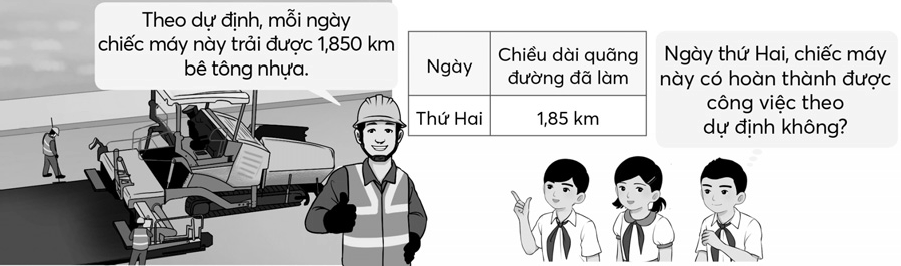 Theo dự định, mỗi ngày
chiếc máy này trải được 1,850 km
bê tông nhựa.
Ngày
Chiều dài quãng
đường đã làm
Thứ Hai
1,85 km
Ngày thứ Hai, chiếc máy
này có hoàn thành được
công việc theo
dự định không?